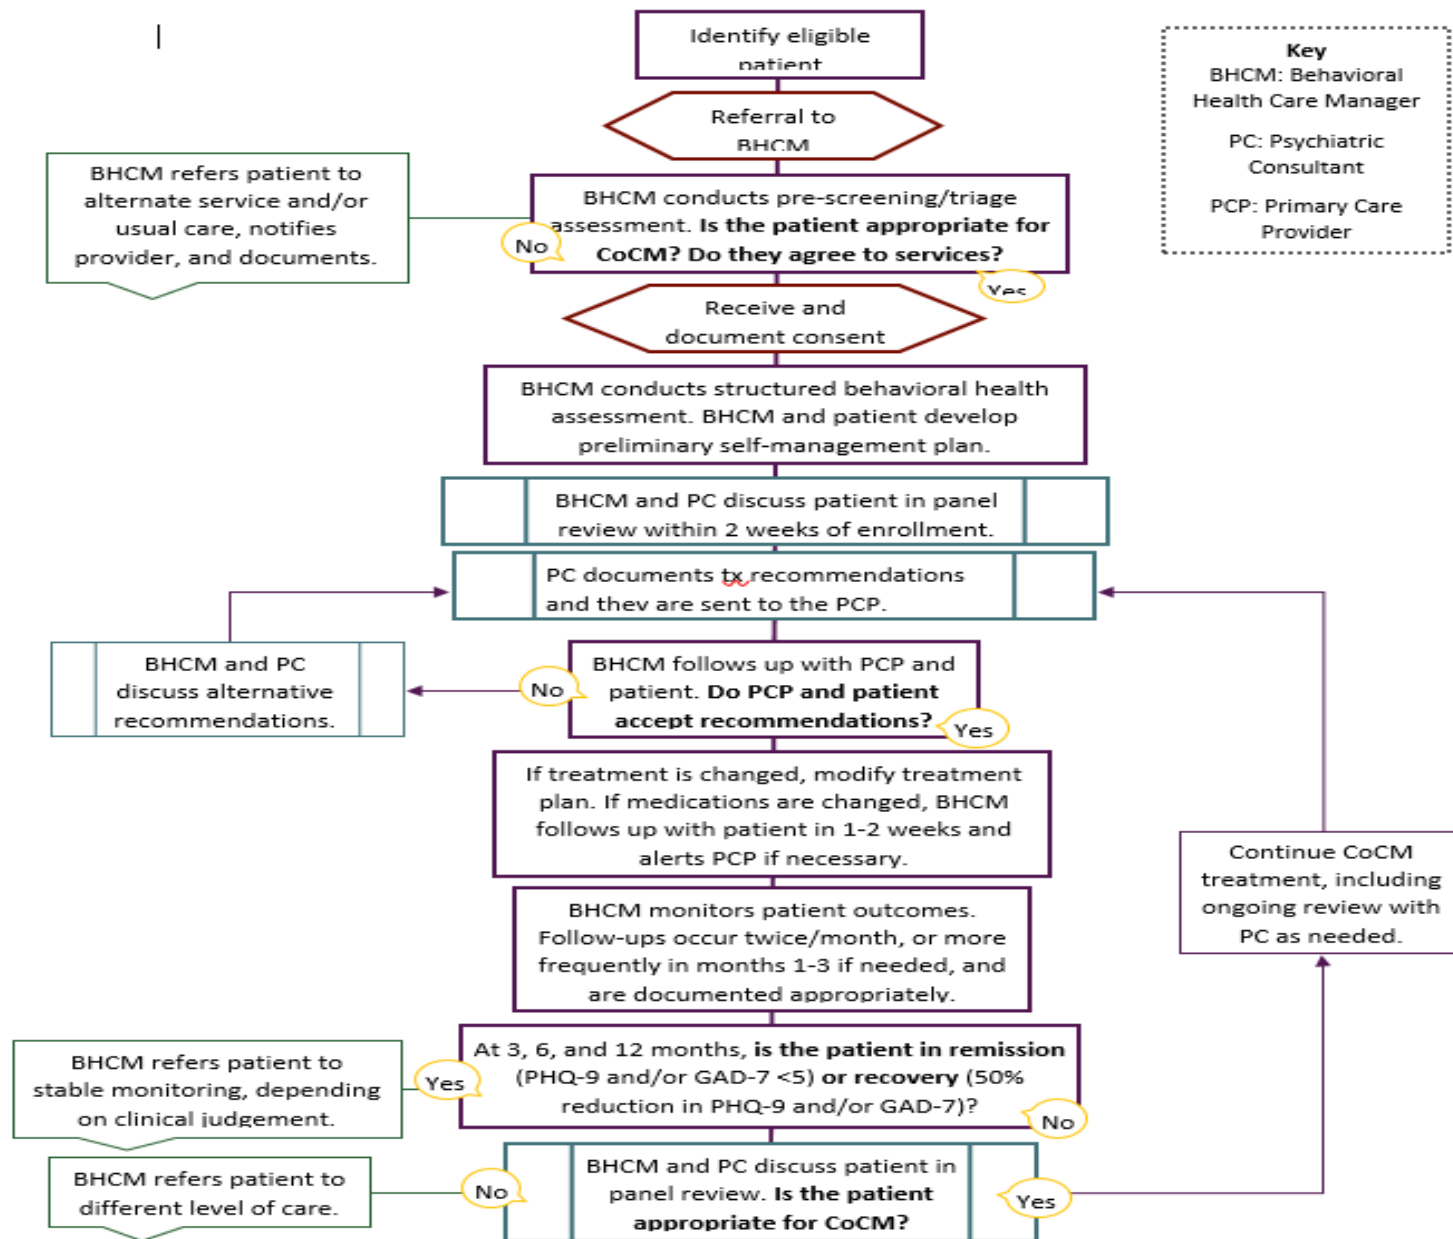 Identify eligible
patient
Key
BHCM: Behavioral
Health Care Manager
PC: Psychiatric
Consultant
PCP: Primary Care
Provider
Referral to
BHCM
BHCM refers patient to
alternate service and/or
usual care, notifies
provider, and documents.
BHCM conducts pre-screening/triage
assessment. Is the patient appropriate for
CoCM? Do they agree to services?
No
Yes
Receive and
document consent
BHCM conducts structured behavioral health
assessment. BHCM and patient develop
preliminary self-management plan.
BHCM and PC discuss patient in panel
review within 2 weeks of enrollment.
PC documents tx recommendations
and they are sent to the PCP.
BHCM and PC
discuss alternative
recommendations.
No
BHCM follows up with PCP and
patient. Do PCP and patient
accept recommendations?
Yes
If treatment is changed, modify treatment
plan. If medications are changed, BHCM
follows up with patient in 1-2 weeks and
alerts PCP if necessary.
Continue CoCM
treatment, including
ongoing review with
PC as needed.
BHCM monitors patient outcomes.
Follow-ups occur twice/month, or more
frequently in months 1-3 if needed, and
are documented appropriately.
BHCM refers patient to
stable monitoring, depending
on clinical judgement.
Yes
At 3, 6, and 12 months, is the patient in remission
(PHQ-9 and/or GAD-7 <5) or recovery (50%
reduction in PHQ-9 and/or GAD-7)?
No
BHCM refers patient to
different level of care.
No
BHCM and PC discuss patient in
panel review. Is the patient
appropriate for CoCM?
Yes